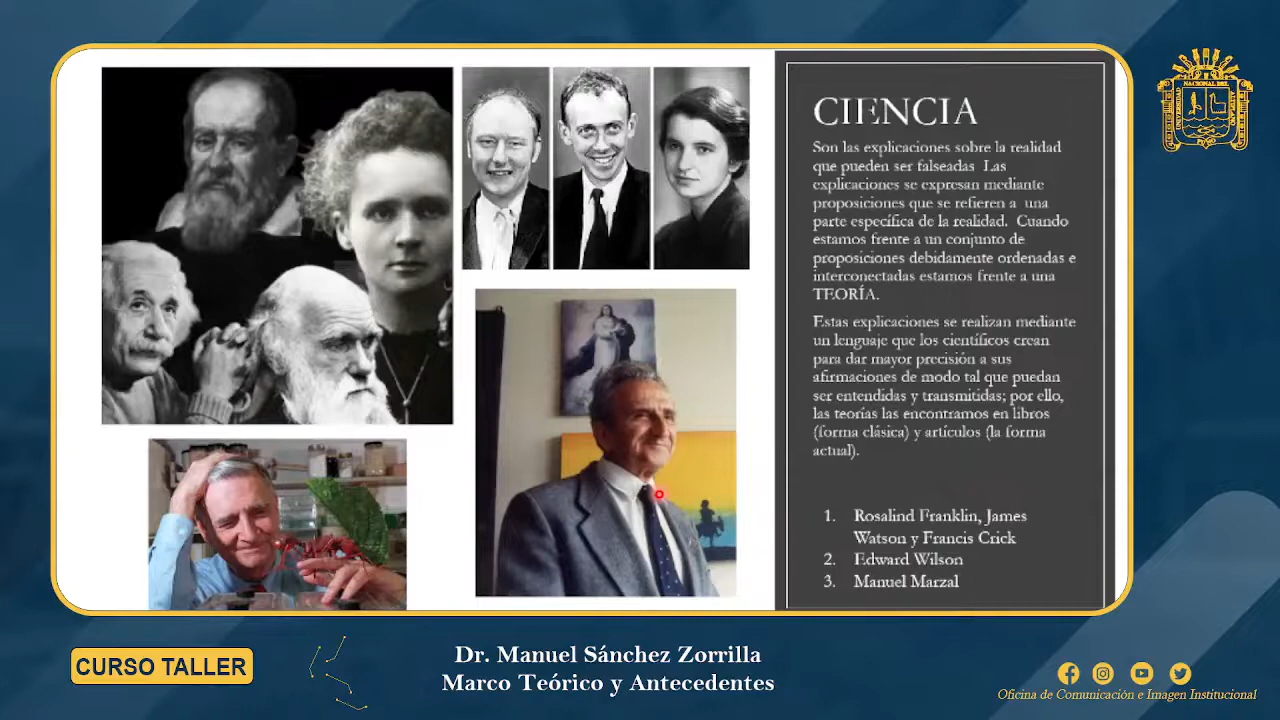 CIENCIA
Son las explicaciones sobre la realidad
que pueden ser falseadas Las
explicaciones se expresan mediante
proposiciones que se refieren a una
parte específica de la realidad. Cuando
estamos frente a un conjunto de
proposiciones debidamente ordenadas e
interconectadas estamos frente a una
TEORÍA.
Estas explicaciones se realizan mediante
un lenguaje que los científicos crean
para dar mayor precisión a sus
afirmaciones de modo tal que puedan
ser entendidas y transmitidas; por ello,
las teorías las encontramos en libros
(forma clásica) y artículos (la forma
actual).
1. Rosalind Franklin, James
Watson y Francis Crick
2. Edward Wilson
3. Manuel Marzal
CURSO TALLER
Dr. Manuel Sánchez Zorrilla
Marco Teórico y Antecedentes
Oficina de Comunicación e Imagen Institucional